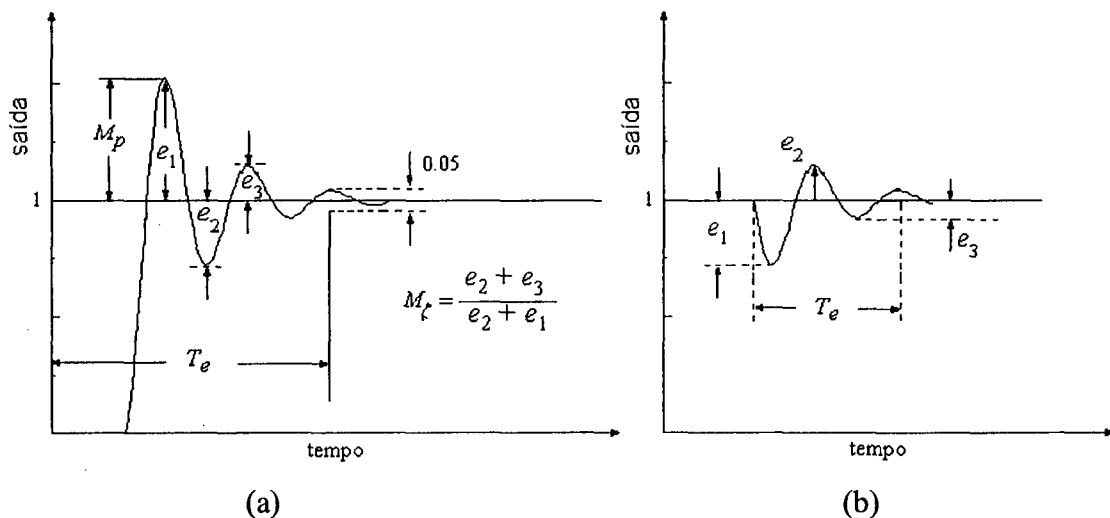 saída
1
M_p
e_1
e_2
e_3
0.05
M_ζ = (e_2 + e_3) / (e_2 + e_1)
T_e
tempo
(a)
saída
1
e_1
e_2
e_3
T_e
tempo
(b)